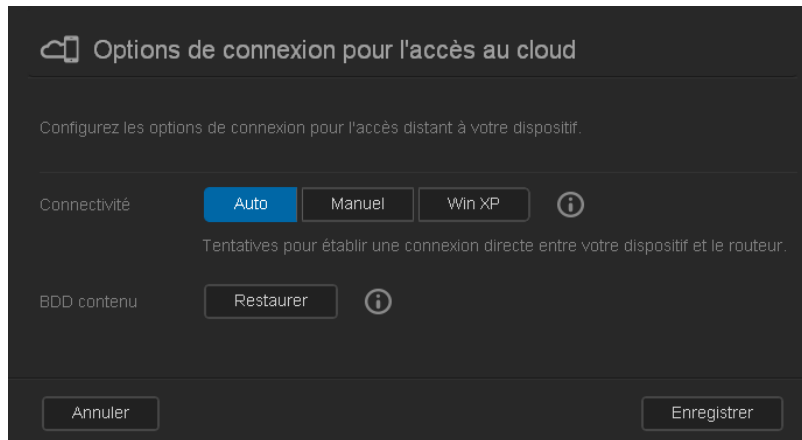 Options de connexion pour l'accès au cloud
Configurez les options de connexion pour l'accès distant à votre dispositif.
Connectivité Auto Manuel Win XP
Tentatives pour établir une connexion directe entre votre dispositif et le routeur.
BDD contenu Restaurer
Annuler Enregistrer